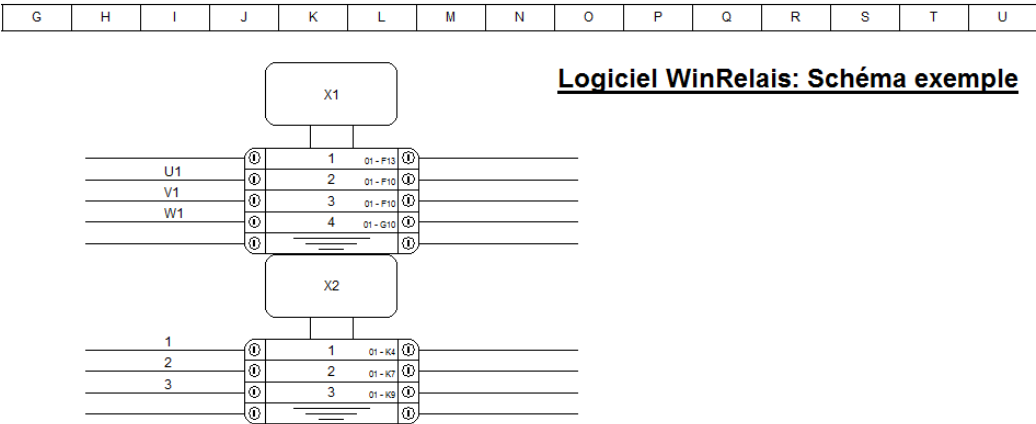 G H I J K L M N O P Q R S T U
Logiciel WinRelais: Schéma exemple
X1
1 01 - F13
U1
2 01 - F10
V1
3 01 - F10
W1
4 01 - G10
X2
1
1 01 - K4
2
2 01 - K7
3
3 01 - K9